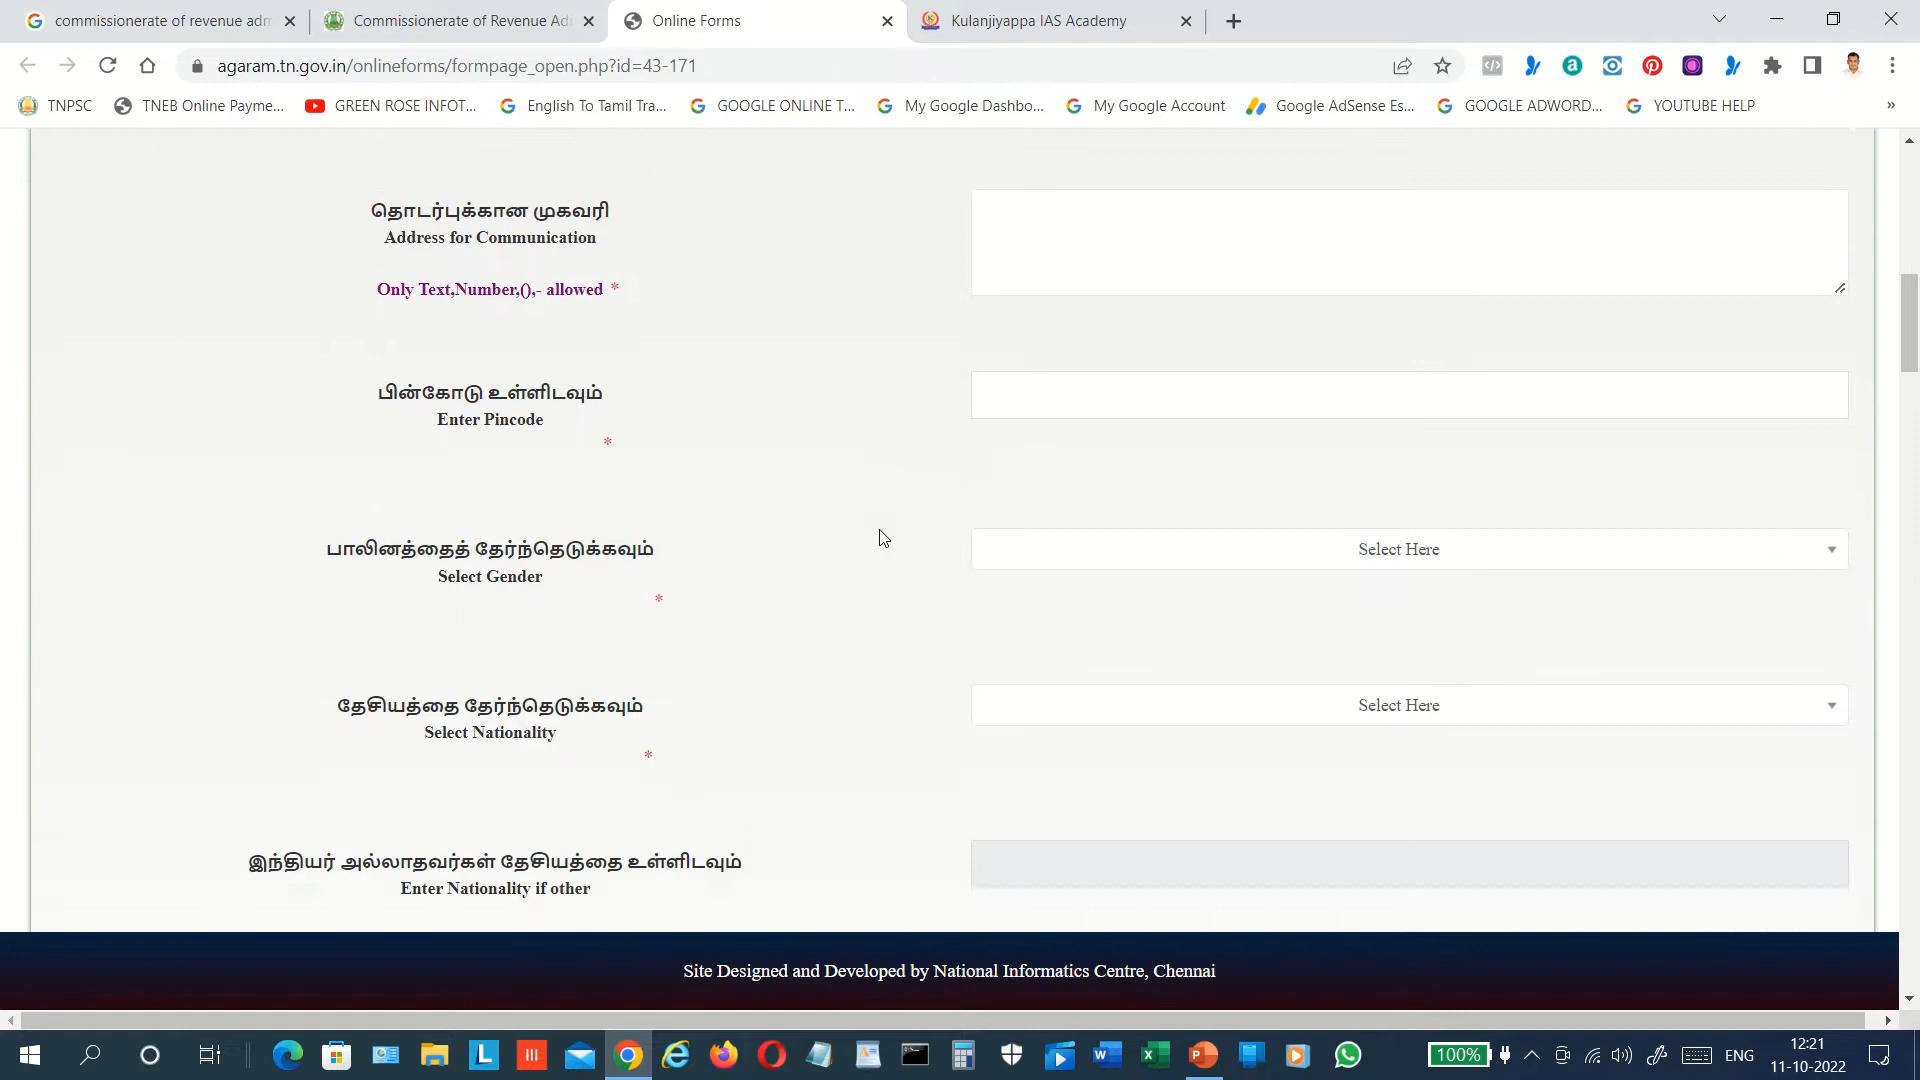 commissionerate of revenue adm
Commissionerate of Revenue Ad
Online Forms
Kulanjiyappa IAS Academy
agaram.tn.gov.in/onlineforms/formpage_open.php?id=43-171
TNPSC
TNEB Online Payme...
GREEN ROSE INFOT...
English To Tamil Tra...
GOOGLE ONLINE T...
My Google Dashbo...
My Google Account
Google AdSense Es...
GOOGLE ADWORD...
YOUTUBE HELP
»
தொடர்புக்கான முகவரி
Address for Communication
Only Text,Number,(),- allowed *
பின்கோடு உள்ளிடவும்
Enter Pincode
*
பாலினத்தைத் தேர்ந்தெடுக்கவும்
Select Gender
*
Select Here
தேசியத்தை தேர்ந்தெடுக்கவும்
Select Nationality
*
Select Here
இந்தியர் அல்லாதவர்கள் தேசியத்தை உள்ளிடவும்
Enter Nationality if other
Site Designed and Developed by National Informatics Centre, Chennai
100%
ENG
12:21
11-10-2022